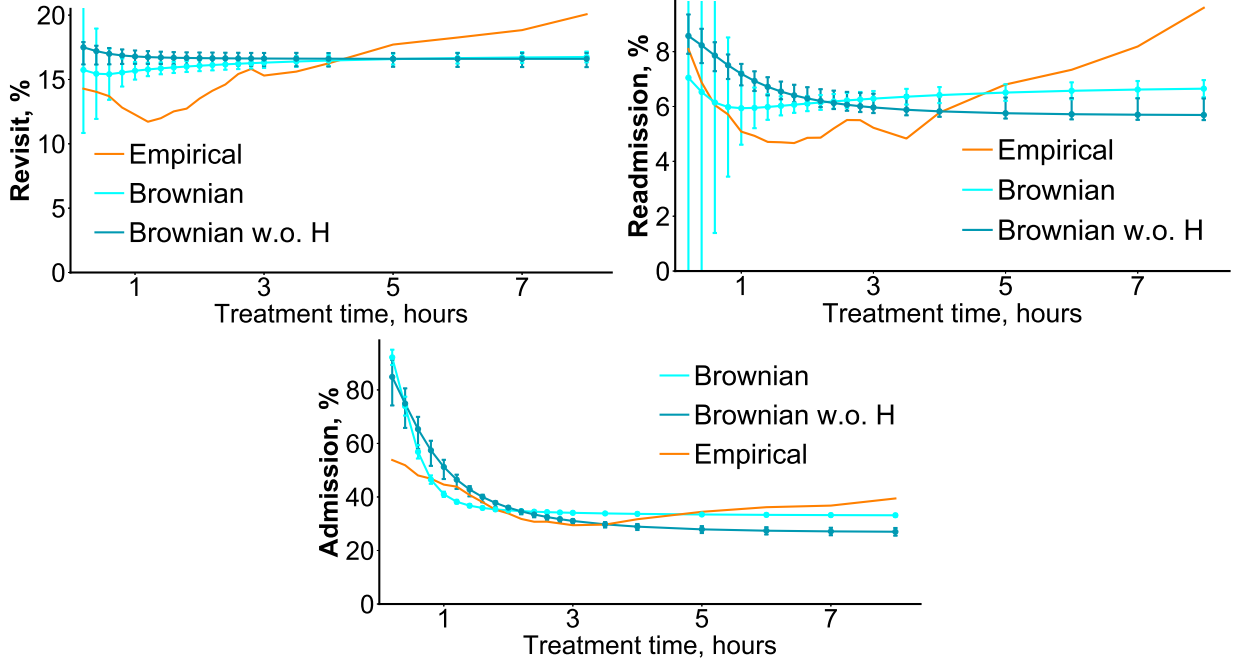 Revisit, %
20
15
10
5
0
1 3 5 7
Treatment time, hours
Empirical
Brownian
Brownian w.o. H
Readmission, %
8
6
4
2
0
1 3 5 7
Treatment time, hours
Empirical
Brownian
Brownian w.o. H
Admission, %
80
60
40
20
0
1 3 5 7
Treatment time, hours
Brownian
Brownian w.o. H
Empirical